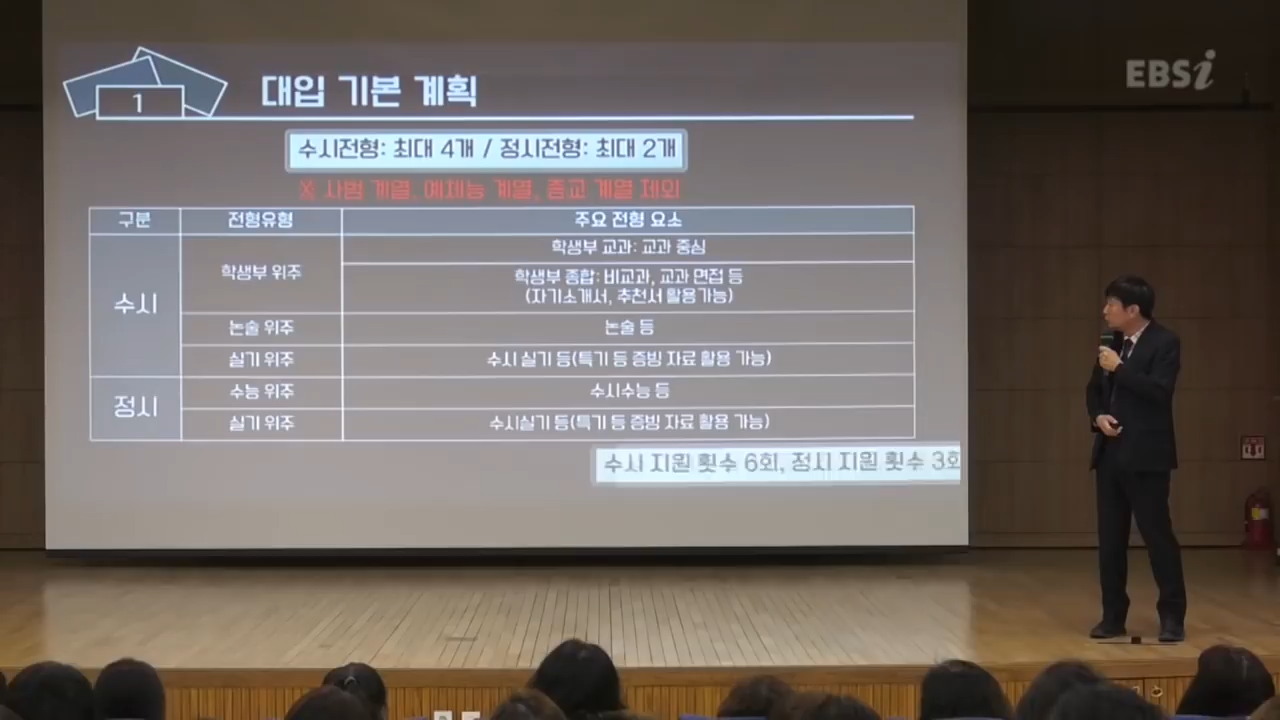 EBSi
1
대입 기본 계획
수시전형: 최대 4개 / 정시전형: 최대 2개
※ 사범 계열, 예체능 계열, 종교 계열 제외
구분 전형유형 주요 전형 요소
수시 학생부 위주 학생부 교과: 교과 중심
학생부 종합: 비교과, 교과 면접 등
(자기소개서, 추천서 활용가능)
논술 위주 논술 등
실기 위주 수시 실기 등(특기 등 증빙 자료 활용 가능)
정시 수능 위주 수시수능 등
실기 위주 수시실기 등(특기 등 증빙 자료 활용 가능)
수시 지원 횟수 6회, 정시 지원 횟수 3회